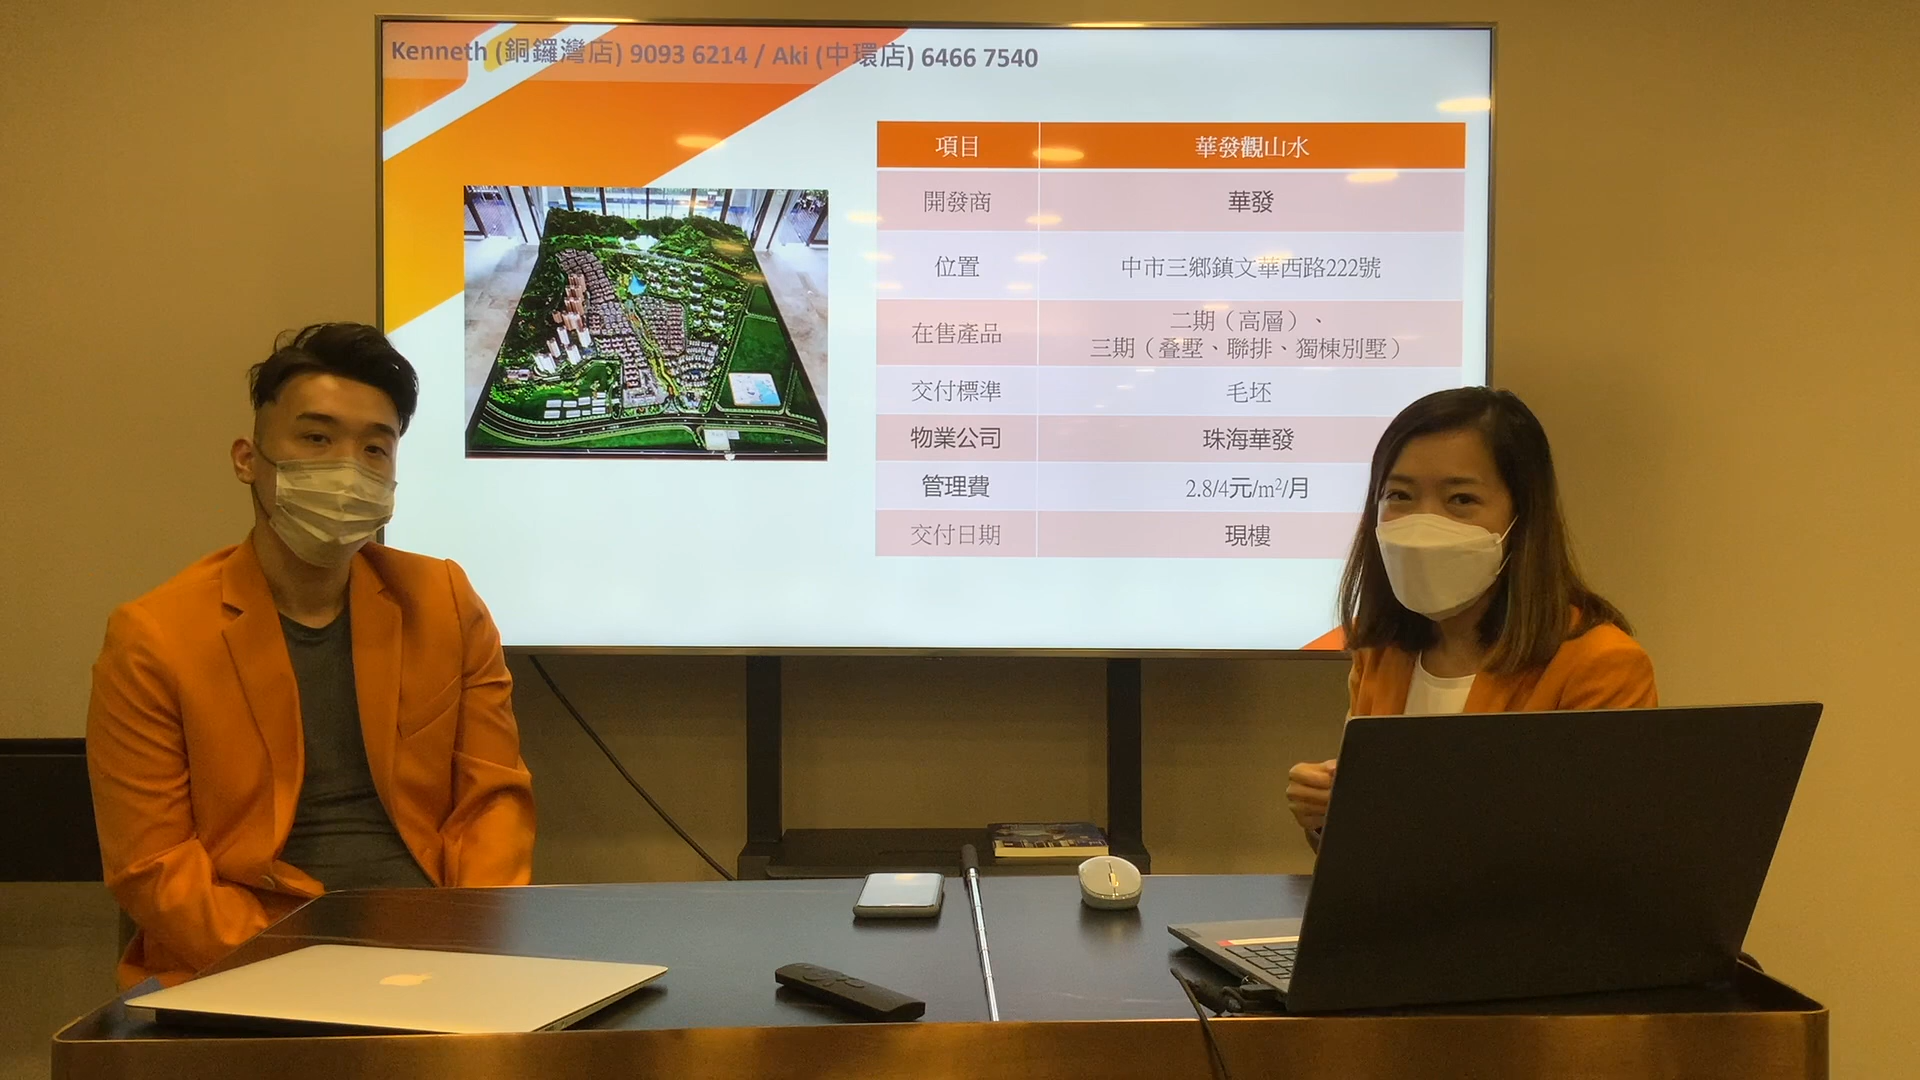 Kenneth (銅鑼灣店) 9093 6214 / Aki (中環店) 6466 7540
項目 華發觀山水
開發商 華發
位置 中市三鄉鎮文華西路222號
在售產品 二期（高層）、
三期（叠墅、聯排、獨棟別墅）
交付標準 毛坯
物業公司 珠海華發
管理費 2.8/4元/m²/月
交付日期 現樓